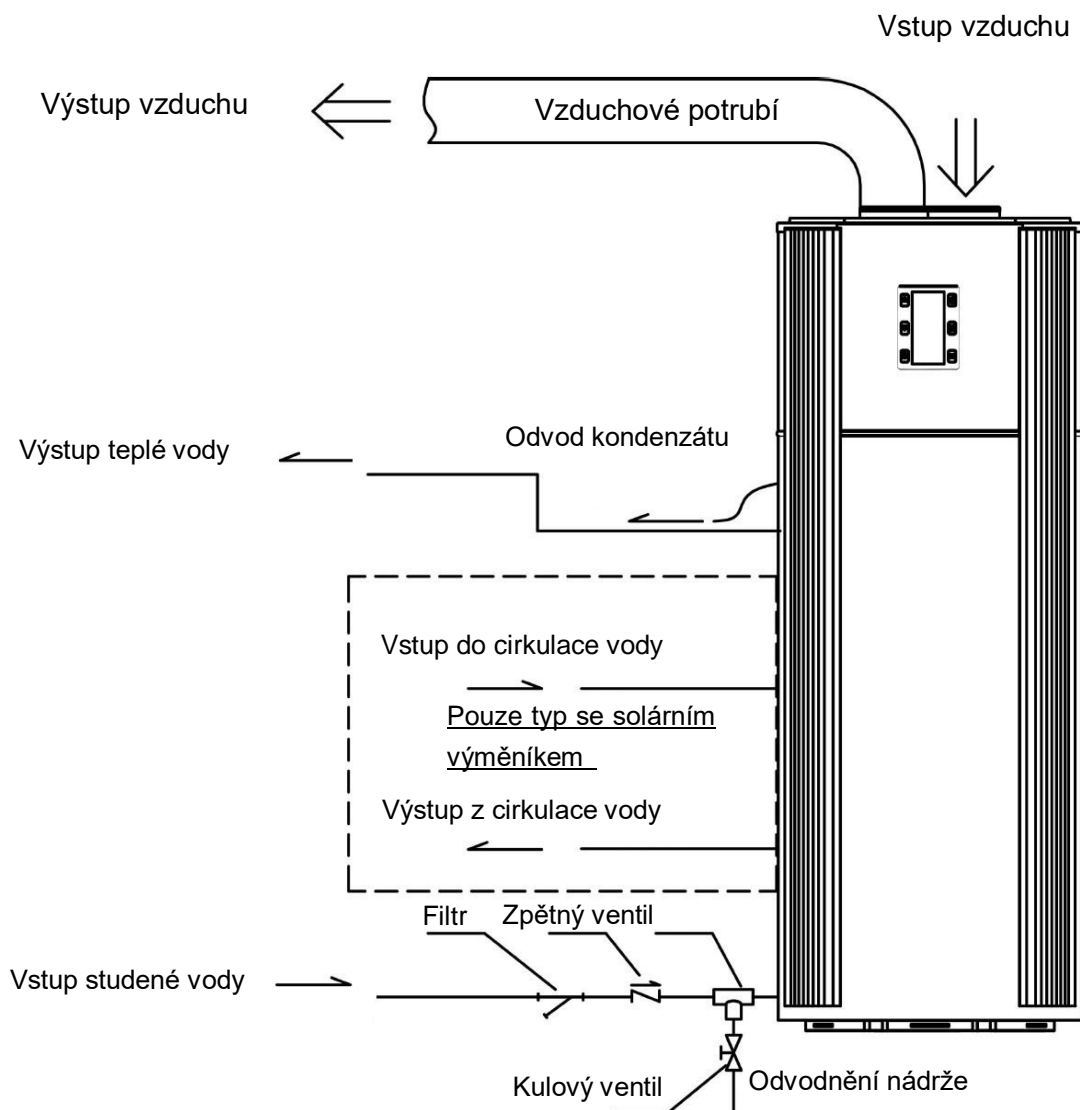 Vstup vzduchu
Výstup vzduchu
Vzduchové potrubí
Odvod kondenzátu
Výstup teplé vody
Vstup do cirkulace vody
Pouze typ se solárním
výměníkem
Výstup z cirkulace vody
Filtr
Zpětný ventil
Vstup studené vody
Kulový ventil
Odvodnění nádrže